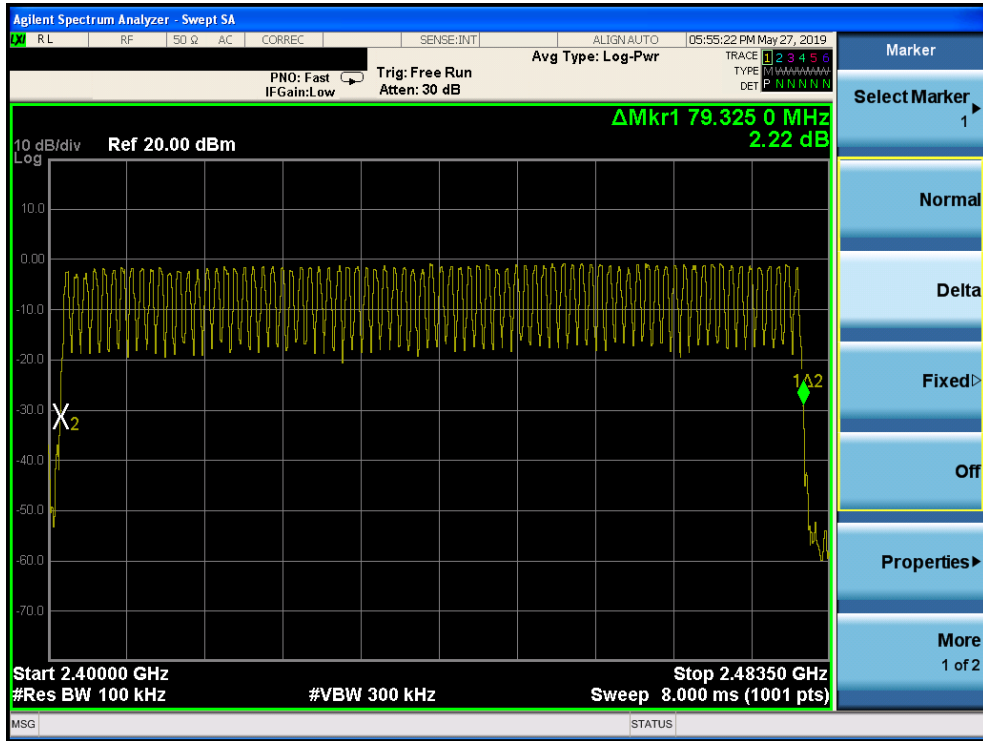 Agilent Spectrum Analyzer - Swept SA
LXI RL RF 50 Ω AC CORREC SENSE:INT ALIGN AUTO 05:55:22 PM May 27, 2019
Marker
Avg Type: Log-Pwr TRACE 1 2 3 4 5 6
PNO: Fast Trig: Free Run TYPE M W W W W W
IFGain:Low Atten: 30 dB DET P N N N N N
Select Marker
1
ΔMkr1 79.325 0 MHz
2.22 dB
10 dB/div Ref 20.00 dBm
Log
10.0
0.00
-10.0
-20.0
-30.0
-40.0
-50.0
-60.0
-70.0
1Δ2
X2
Start 2.40000 GHz Stop 2.48350 GHz
#Res BW 100 kHz #VBW 300 kHz Sweep 8.000 ms (1001 pts)
Normal
Delta
Fixed
Off
Properties
More
1 of 2
MSG STATUS